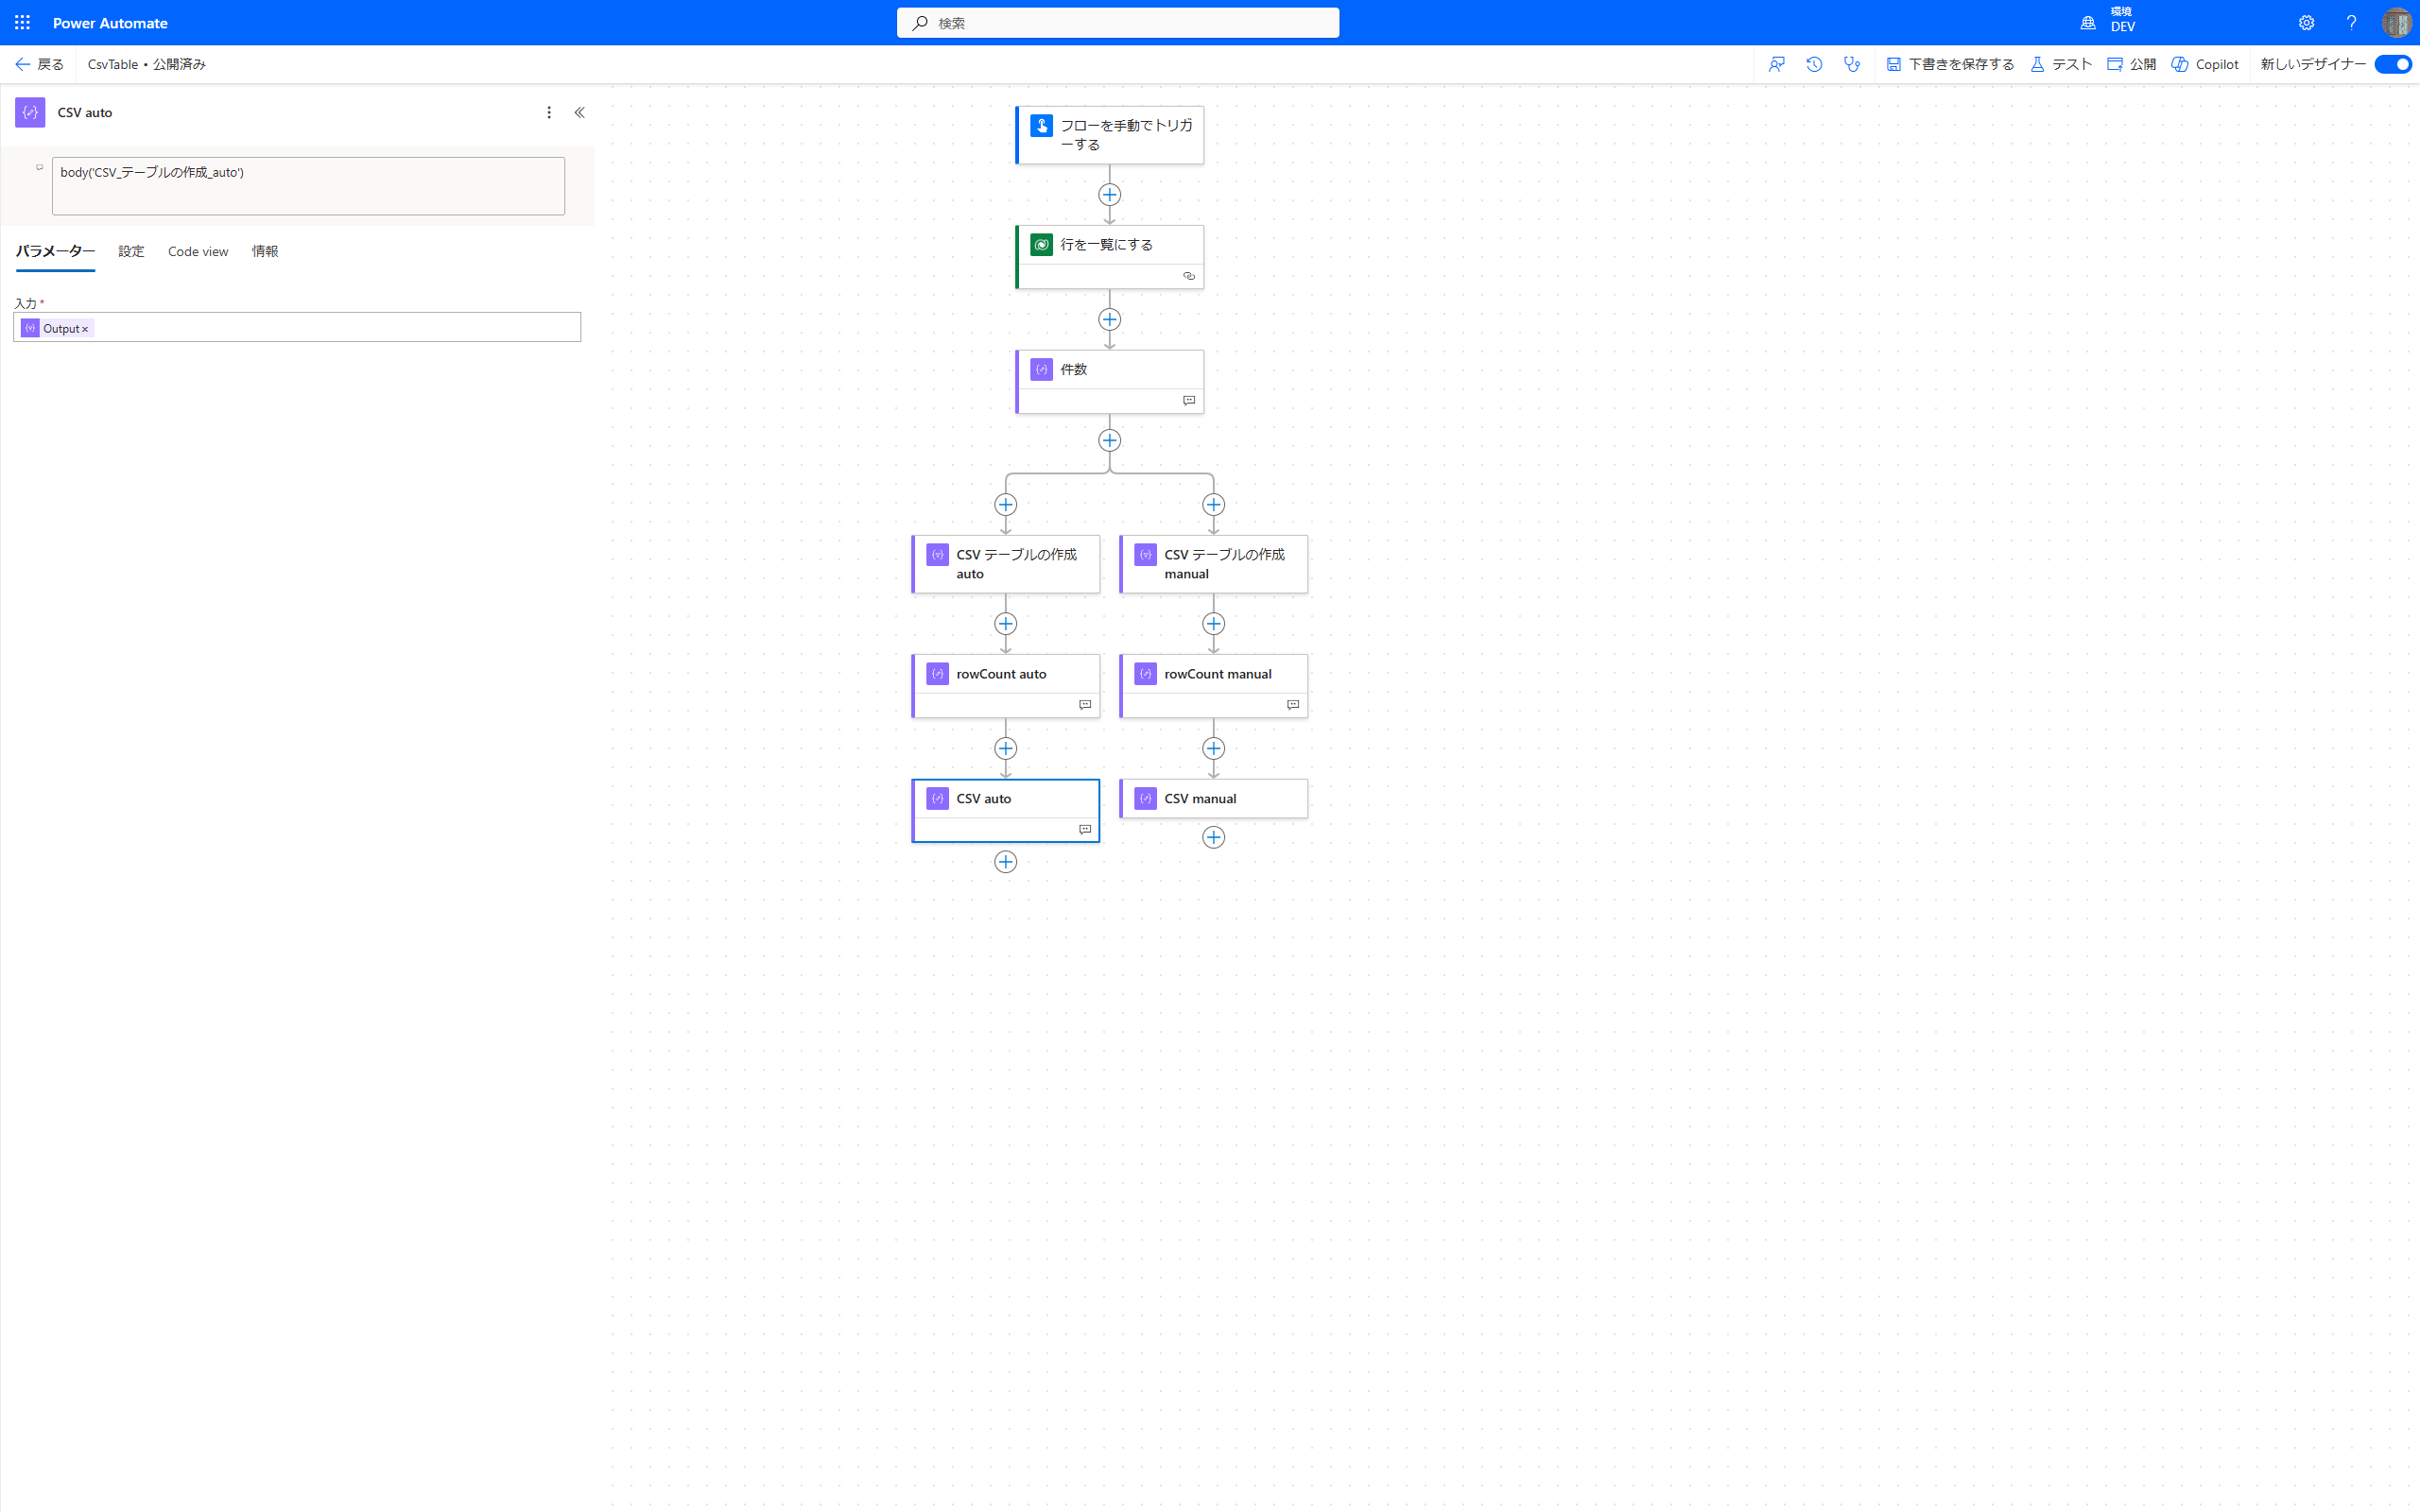 Power Automate
検索
環境
DEV
戻る
CsvTable • 公開済み
下書きを保存する
テスト
公開
Copilot
新しいデザイナー
CSV auto
body('CSV_テーブルの作成_auto')
パラメーター
設定
Code view
情報
入力 *
Output ×
フローを手動でトリガ
ーする
行を一覧にする
件数
CSV テーブルの作成
auto
CSV テーブルの作成
manual
rowCount auto
rowCount manual
CSV auto
CSV manual